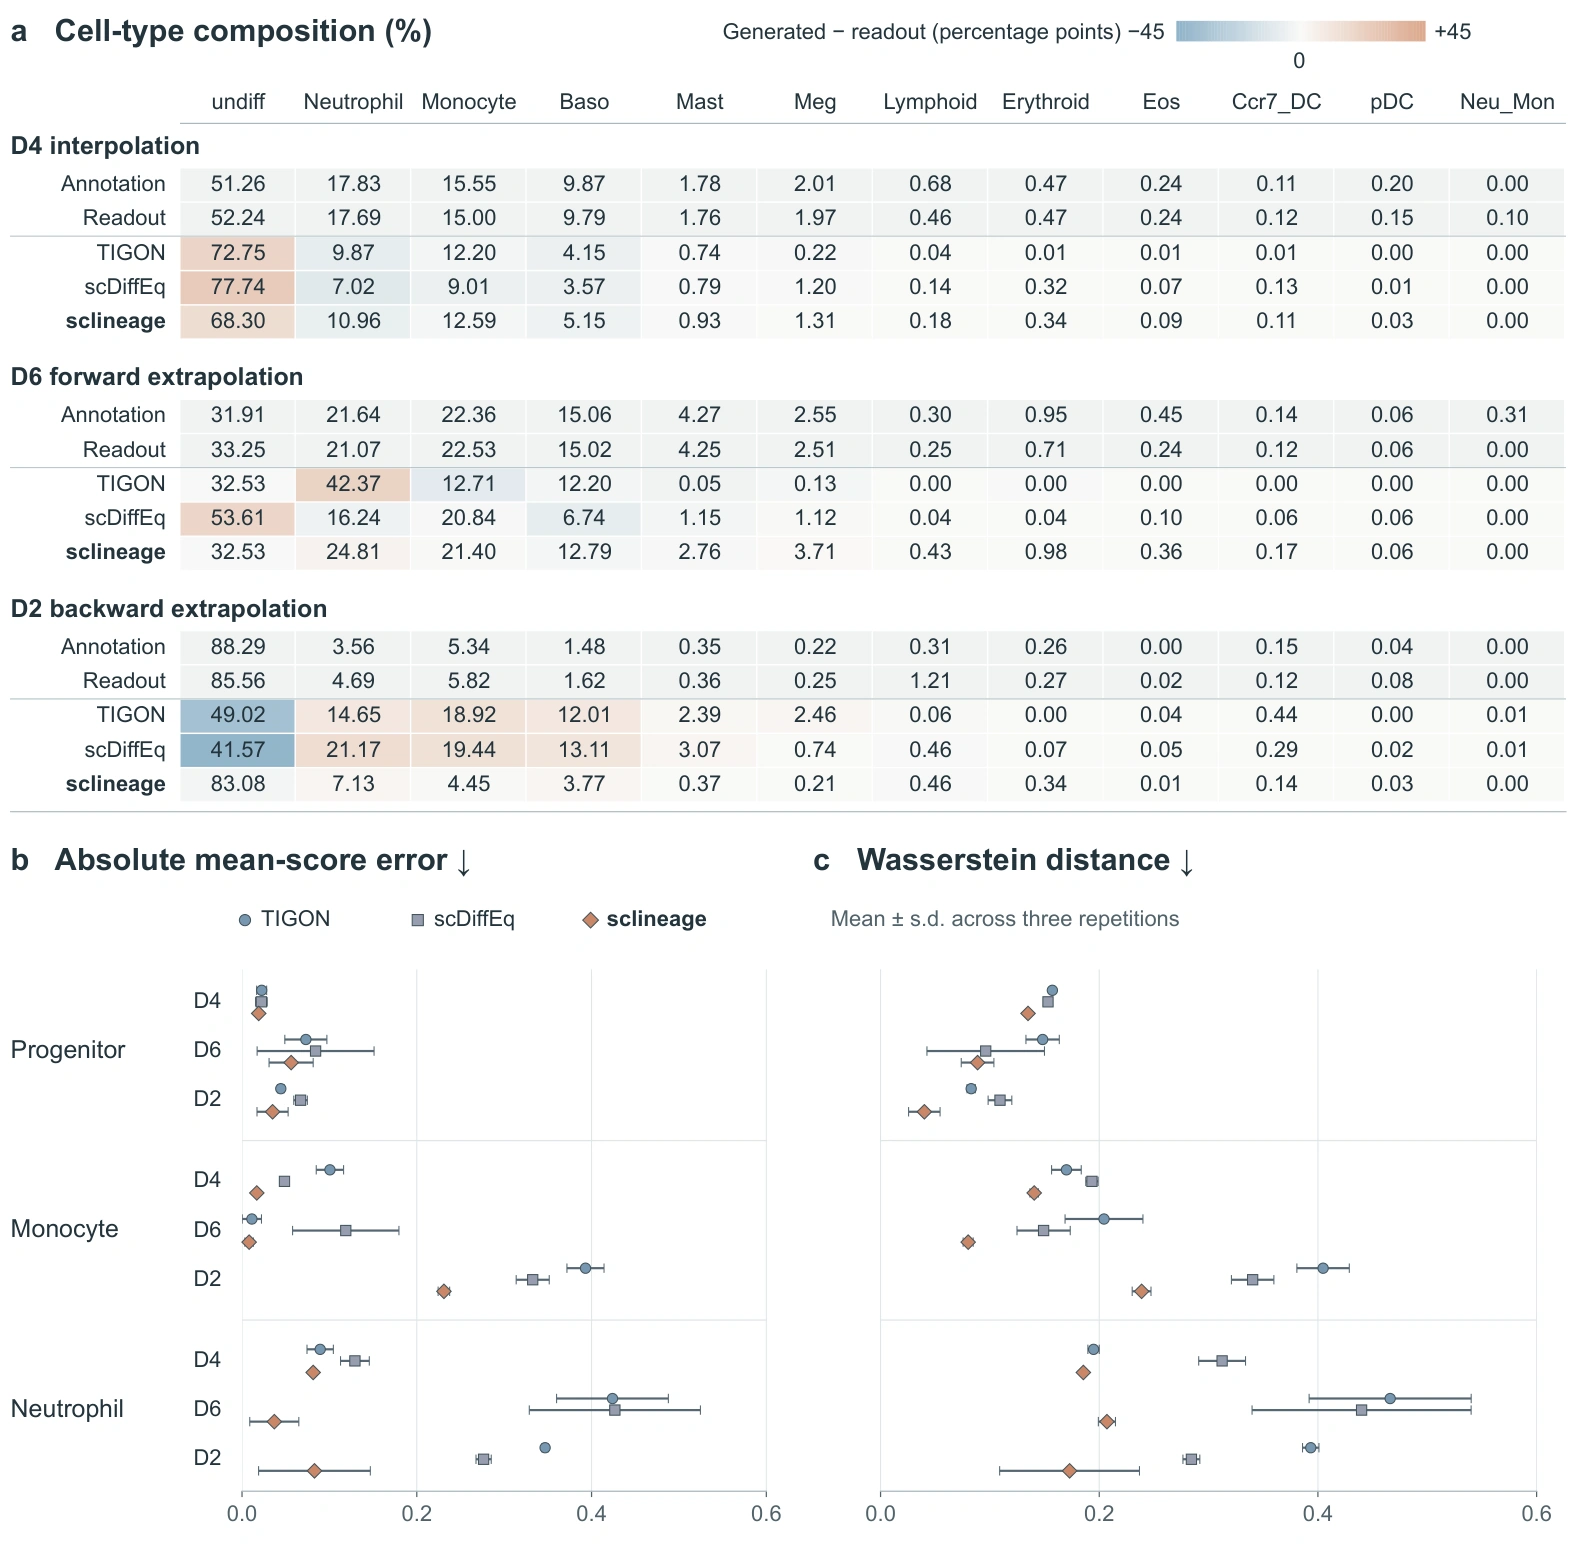 a Cell-type composition (%)
Generated − readout (percentage points) −45 +45
0
undiff Neutrophil Monocyte Baso Mast Meg Lymphoid Erythroid Eos Ccr7_DC pDC Neu_Mon
D4 interpolation
Annotation 51.26 17.83 15.55 9.87 1.78 2.01 0.68 0.47 0.24 0.11 0.20 0.00
Readout 52.24 17.69 15.00 9.79 1.76 1.97 0.46 0.47 0.24 0.12 0.15 0.10
TIGON 72.75 9.87 12.20 4.15 0.74 0.22 0.04 0.01 0.01 0.01 0.00 0.00
scDiffEq 77.74 7.02 9.01 3.57 0.79 1.20 0.14 0.32 0.07 0.13 0.01 0.00
sclineage 68.30 10.96 12.59 5.15 0.93 1.31 0.18 0.34 0.09 0.11 0.03 0.00
D6 forward extrapolation
Annotation 31.91 21.64 22.36 15.06 4.27 2.55 0.30 0.95 0.45 0.14 0.06 0.31
Readout 33.25 21.07 22.53 15.02 4.25 2.51 0.25 0.71 0.24 0.12 0.06 0.00
TIGON 32.53 42.37 12.71 12.20 0.05 0.13 0.00 0.00 0.00 0.00 0.00 0.00
scDiffEq 53.61 16.24 20.84 6.74 1.15 1.12 0.04 0.04 0.10 0.06 0.06 0.00
sclineage 32.53 24.81 21.40 12.79 2.76 3.71 0.43 0.98 0.36 0.17 0.06 0.00
D2 backward extrapolation
Annotation 88.29 3.56 5.34 1.48 0.35 0.22 0.31 0.26 0.00 0.15 0.04 0.00
Readout 85.56 4.69 5.82 1.62 0.36 0.25 1.21 0.27 0.02 0.12 0.08 0.00
TIGON 49.02 14.65 18.92 12.01 2.39 2.46 0.06 0.00 0.04 0.44 0.00 0.01
scDiffEq 41.57 21.17 19.44 13.11 3.07 0.74 0.46 0.07 0.05 0.29 0.02 0.01
sclineage 83.08 7.13 4.45 3.77 0.37 0.21 0.46 0.34 0.01 0.14 0.03 0.00
b Absolute mean-score error ↓
TIGON scDiffEq sclineage
Progenitor
D4
D6
D2
Monocyte
D4
D6
D2
Neutrophil
D4
D6
D2
0.0 0.2 0.4 0.6
c Wasserstein distance ↓
Mean ± s.d. across three repetitions
0.0 0.2 0.4 0.6